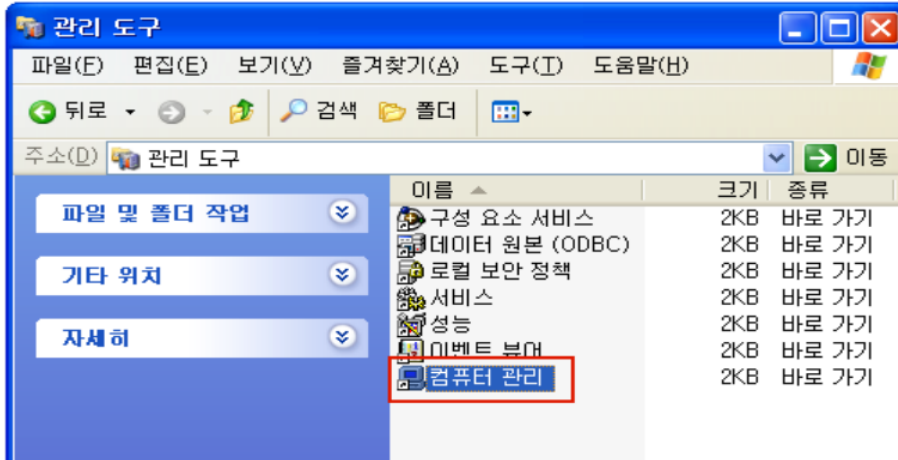 관리 도구
파일(F) 편집(E) 보기(V) 즐겨찾기(A) 도구(T) 도움말(H)
뒤로 검색 폴더
주소(D) 관리 도구 이동
파일 및 폴더 작업
기타 위치
자세히
이름 크기 종류
구성 요소 서비스 2KB 바로 가기
데이터 원본 (ODBC) 2KB 바로 가기
로컬 보안 정책 2KB 바로 가기
서비스 2KB 바로 가기
성능 2KB 바로 가기
이벤트 뷰어 2KB 바로 가기
컴퓨터 관리 2KB 바로 가기